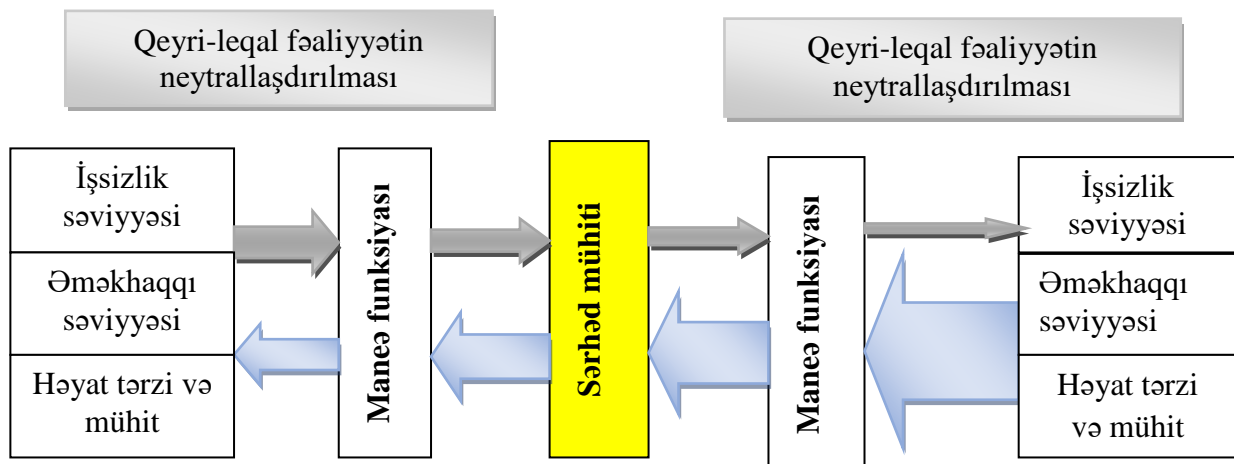 Qeyri-leqal fəaliyyətin
neytrallaşdırılması
Qeyri-leqal fəaliyyətin
neytrallaşdırılması
İşsizlik
səviyyəsi
Əməkhaqqı
səviyyəsi
Həyat tərzi və
mühit
Maneə funksiyası
Sərhəd mühiti
Maneə funksiyası
İşsizlik
səviyyəsi
Əməkhaqqı
səviyyəsi
Həyat tərzi
və mühit